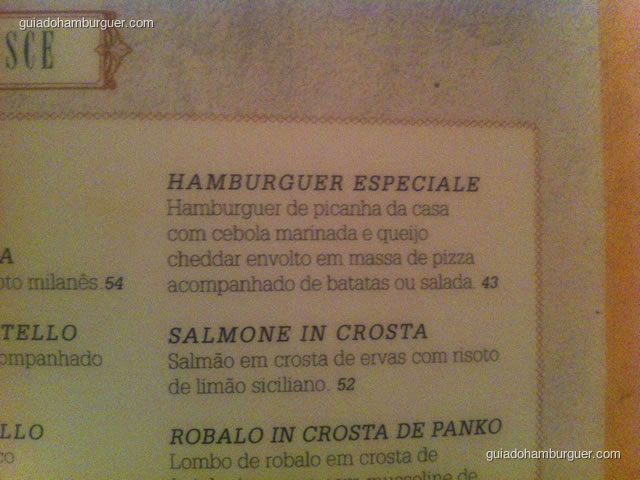 guiadohamburguer.com
SCE
HAMBURGUER ESPECIALE
Hamburguer de picanha da casa
com cebola marinada e queijo
cheddar envolto em massa de pizza
acompanhado de batatas ou salada. 43
A
oto milanês. 54
TELLO
ompanhado
SALMONE IN CROSTA
Salmão em crosta de ervas com risoto
de limão siciliano. 52
LLO
co
ROBALO IN CROSTA DE PANKO
Lombo de robalo em crosta de
guiadohamburguer.com